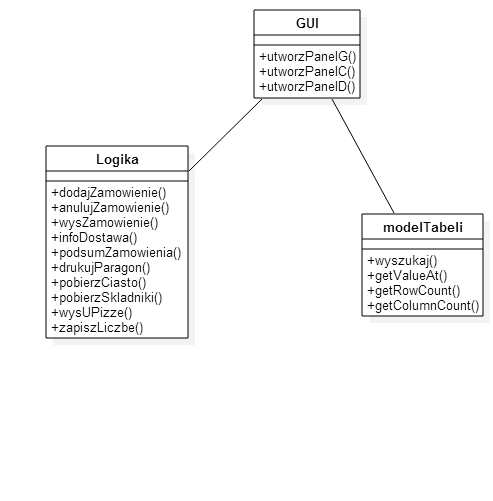 GUI
+utworzPanelG()
+utworzPanelC()
+utworzPanelD()
Logika
+dodajZamowienie()
+anulujZamowienie()
+wysZamowienie()
+infoDostawa()
+podsumZamowienia()
+drukujParagon()
+pobierzCiasto()
+pobierzSkladniki()
+wysUPizze()
+zapiszLiczbe()
modelTabeli
+wyszukaj()
+getValueAt()
+getRowCount()
+getColumnCount()